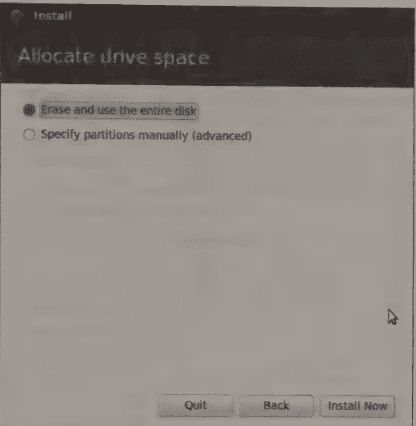 Install
Allocate drive space
Erase and use the entire disk
Specify partitions manually (advanced)
Quit
Back
Install Now